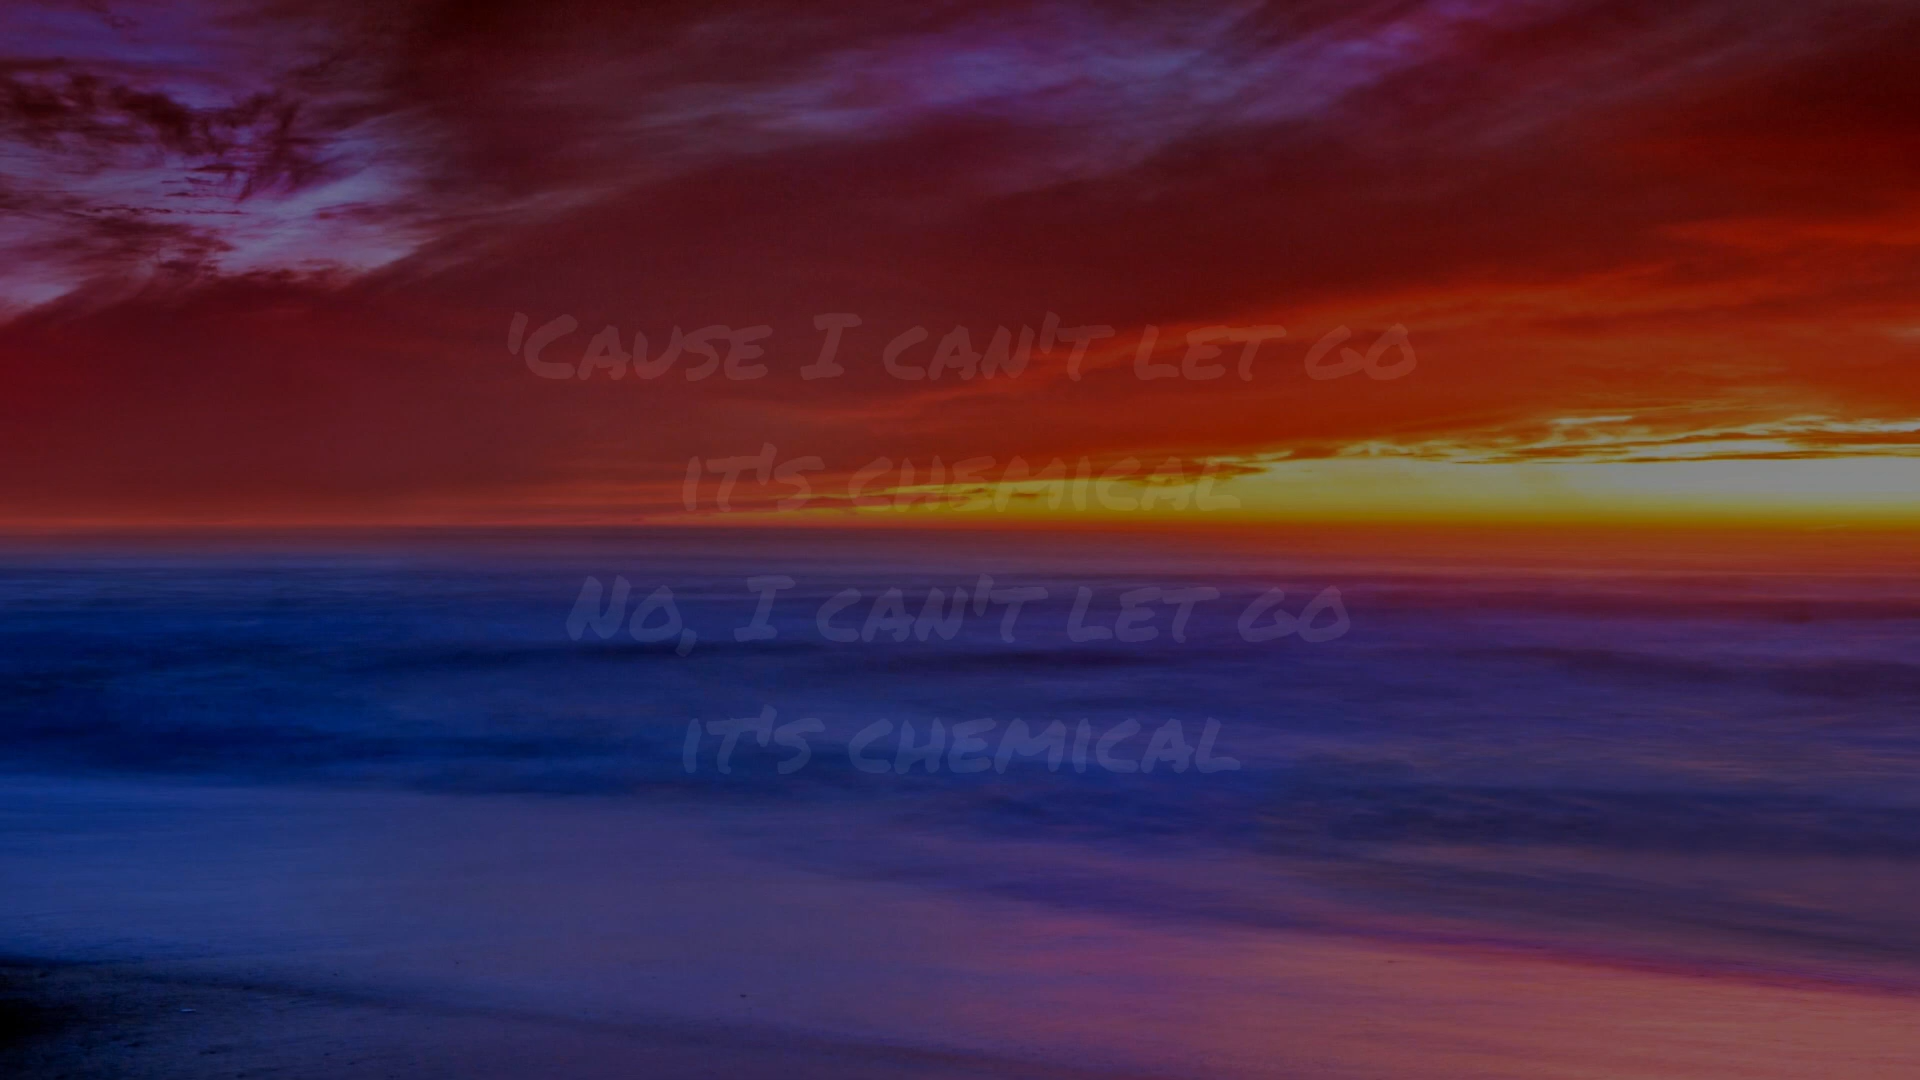 'Cause I can't let go
it's chemical
No, I can't let go
it's chemical